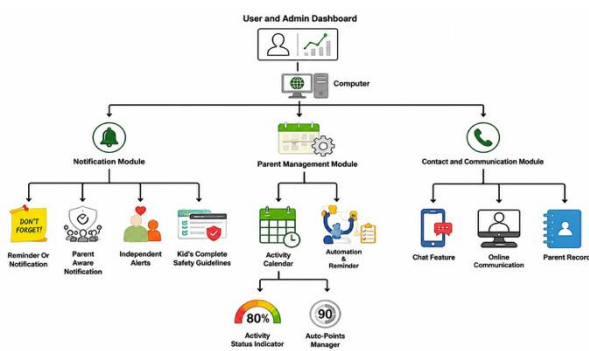 User and Admin Dashboard
Computer
Notification Module
Parent Management Module
Contact and Communication Module
DON'T
FORGET!
Reminder Or
Notification
Parent
Aware
Notification
Independent
Alerts
Kid's Complete
Safety Guidelines
Activity
Calendar
Automation
&
Reminder
Chat Feature
Online
Communication
Parent Record
80%
Activity
Status Indicator
90
Auto-Points
Manager